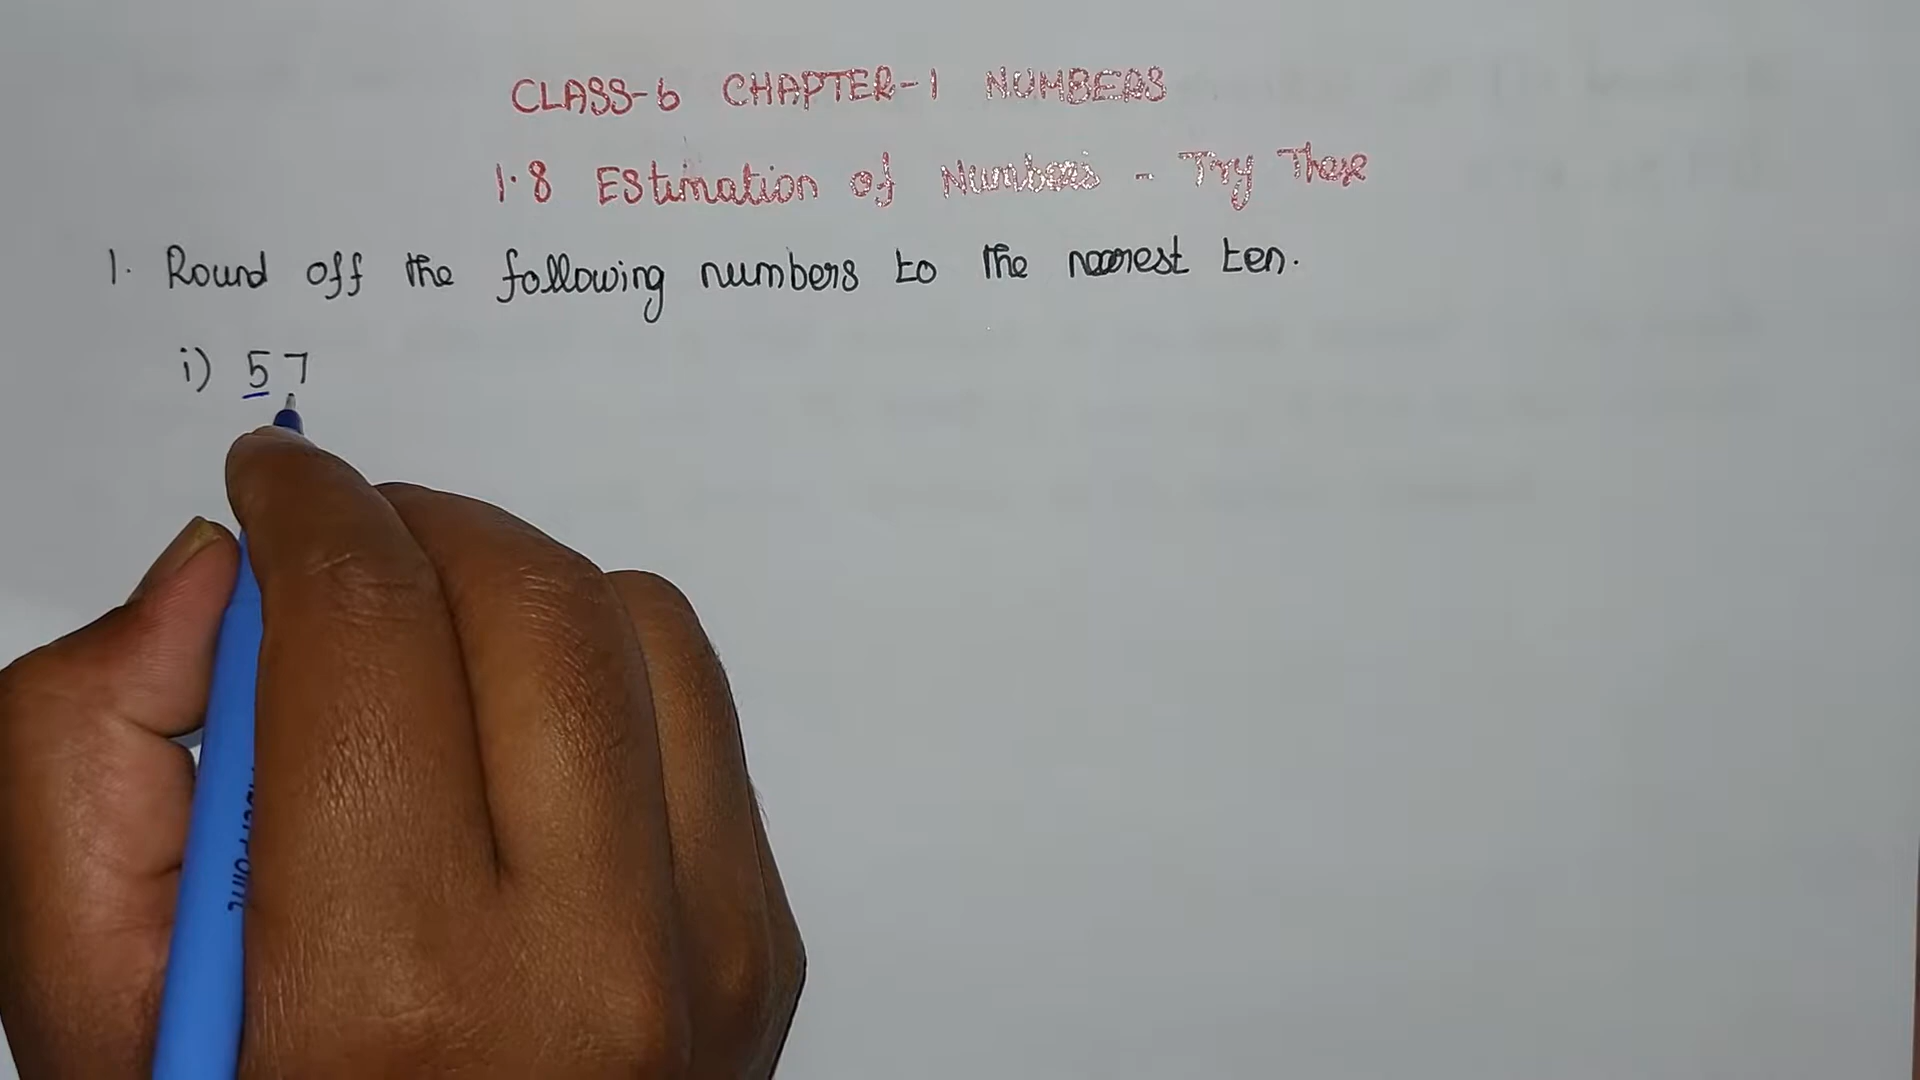 CLASS-6 CHAPTER-1 NUMBERS
1.8 Estimation of Numbers - Try These
1. Round off the following numbers to the nearest ten.
i) 57